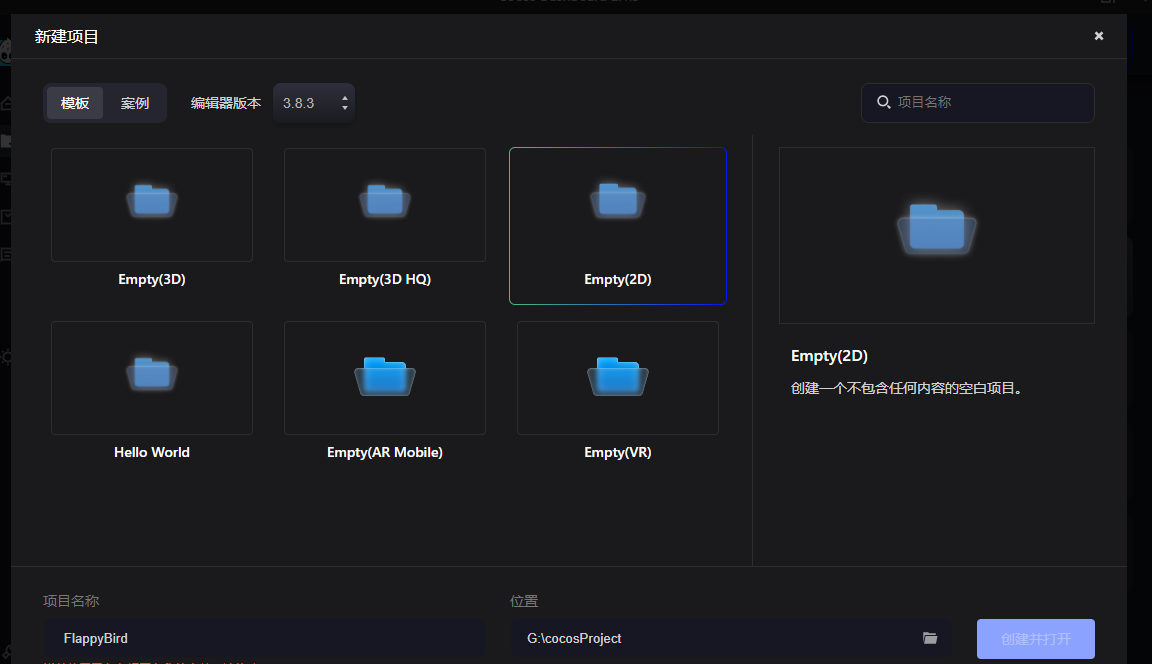 新建项目
模板 案例 编辑器版本 3.8.3 项目名称
Empty(3D) Empty(3D HQ) Empty(2D)
Empty(2D)
创建一个不包含任何内容的空白项目。
Hello World Empty(AR Mobile) Empty(VR)
项目名称 位置
FlappyBird G:\cocosProject 创建并打开